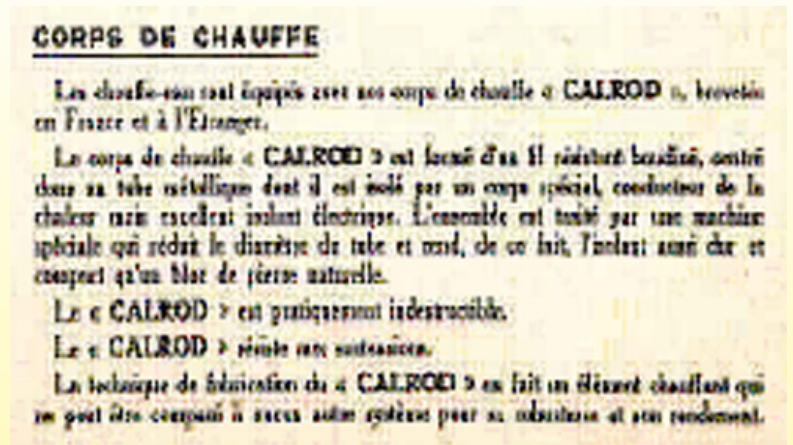 CORPS DE CHAUFFE
Les chauffe-eau sont équipés avec nos corps de chauffe « CALROD », brevetés
en France et à l'Étranger.
Le corps de chauffe « CALROD » est formé d'un fil résistant boudiné, centré
dans un tube métallique dont il est isolé par un corps spécial, conducteur de la
chaleur mais excellent isolant électrique. L'ensemble est traité par une machine
spéciale qui réduit le diamètre du tube et rend, de ce fait, l'isolant aussi dur et
compact qu'un bloc de pierre naturelle.
Le « CALROD » est pratiquement indestructible.
Le « CALROD » résiste aux
La technique de fabrication du « CALROD » en fait un élément chauffant qui
ne peut être comparé à aucun autre système pour sa robustesse et son rendement.